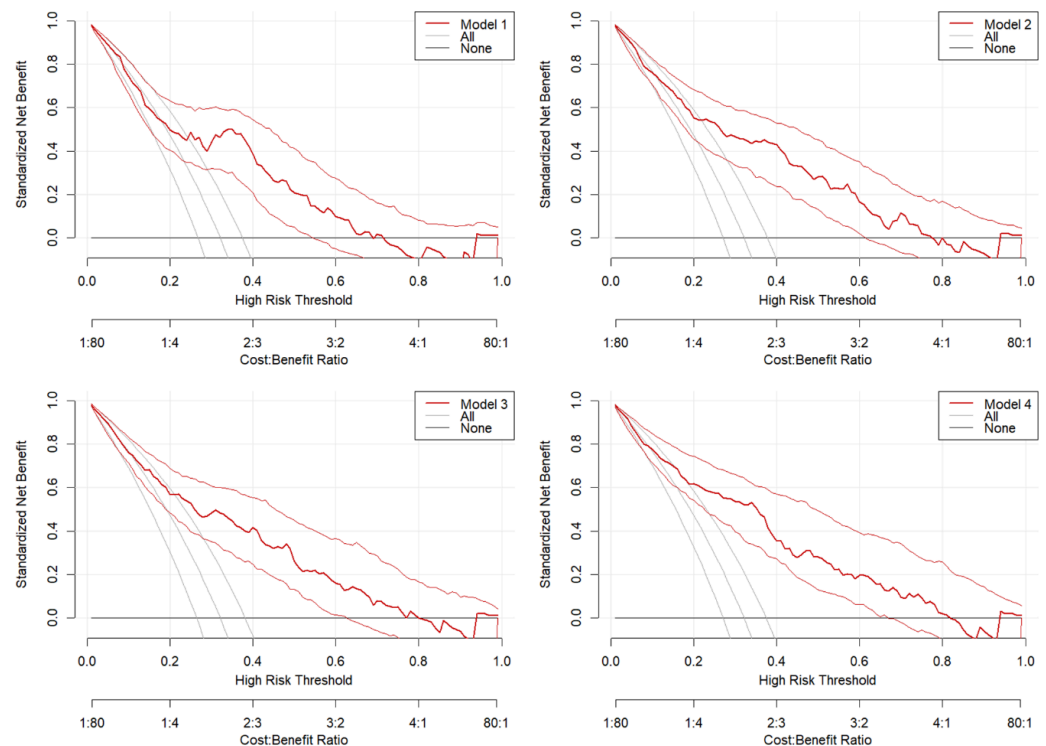 Standardized Net Benefit
1.0
0.8
0.6
0.4
0.2
0.0
Model 1
All
None
0.0 0.2 0.4 0.6 0.8 1.0
High Risk Threshold
1:80 1:4 2:3 3:2 4:1 80:1
Cost:Benefit Ratio
Standardized Net Benefit
1.0
0.8
0.6
0.4
0.2
0.0
Model 2
All
None
0.0 0.2 0.4 0.6 0.8 1.0
High Risk Threshold
1:80 1:4 2:3 3:2 4:1 80:1
Cost:Benefit Ratio
Standardized Net Benefit
1.0
0.8
0.6
0.4
0.2
0.0
Model 3
All
None
0.0 0.2 0.4 0.6 0.8 1.0
High Risk Threshold
1:80 1:4 2:3 3:2 4:1 80:1
Cost:Benefit Ratio
Standardized Net Benefit
1.0
0.8
0.6
0.4
0.2
0.0
Model 4
All
None
0.0 0.2 0.4 0.6 0.8 1.0
High Risk Threshold
1:80 1:4 2:3 3:2 4:1 80:1
Cost:Benefit Ratio